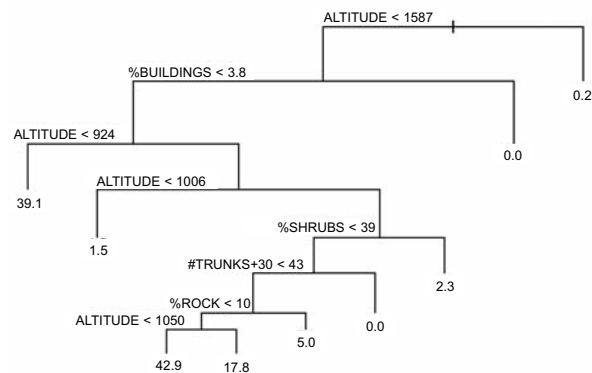 ALTITUDE < 1587
%BUILDINGS < 3.8
0.2
ALTITUDE < 924
0.0
ALTITUDE < 1006
39.1
%SHRUBS < 39
1.5
#TRUNKS+30 < 43
2.3
%ROCK < 10
ALTITUDE < 1050
0.0
5.0
42.9
17.8